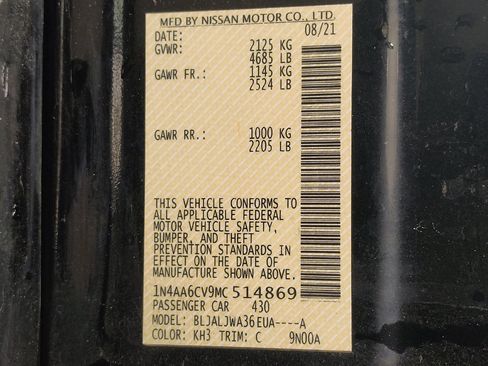 MFD BY NISSAN MOTOR CO., LTD.
DATE: 08/21
GVWR: 2125 KG
4685 LB
GAWR FR.: 1145 KG
2524 LB
GAWR RR.: 1000 KG
2205 LB
THIS VEHICLE CONFORMS TO
ALL APPLICABLE FEDERAL
MOTOR VEHICLE SAFETY,
BUMPER, AND THEFT
PREVENTION STANDARDS IN
EFFECT ON THE DATE OF
MANUFACTURE SHOWN ABOVE.
1N4AA6CV9MC514869
PASSENGER CAR 430
MODEL: BLJALJWA36EUA----A
COLOR: KH3 TRIM: C 9N00A